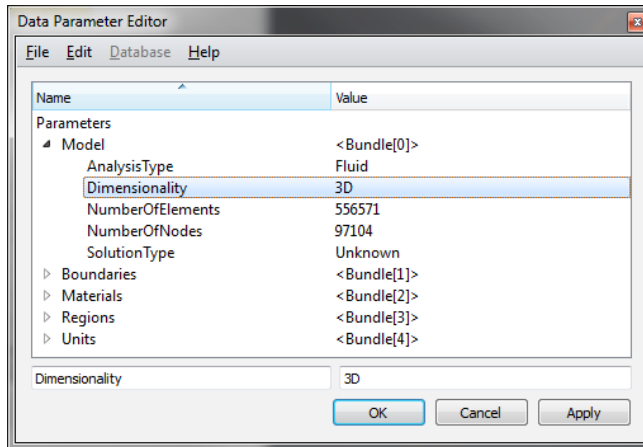 Data Parameter Editor
File Edit Database Help
Name Value
Parameters
Model <Bundle[0]>
AnalysisType Fluid
Dimensionality 3D
NumberOfElements 556571
NumberOfNodes 97104
SolutionType Unknown
Boundaries <Bundle[1]>
Materials <Bundle[2]>
Regions <Bundle[3]>
Units <Bundle[4]>
Dimensionality 3D
OK Cancel Apply